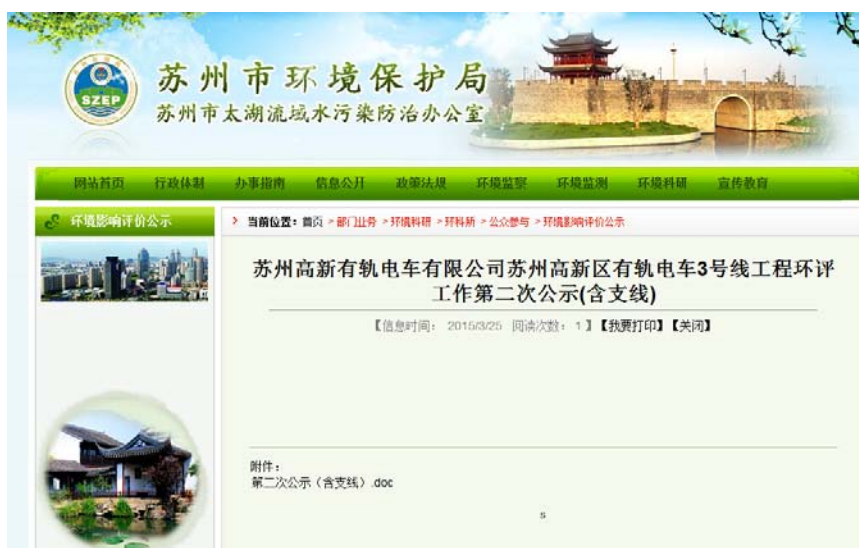 SZEP
苏州市环境保护局
苏州市太湖流域水污染防治办公室
网站首页 行政体制 办事指南 信息公开 政策法规 环境监察 环境监测 环境科研 宣传教育
环境影响评价公示
> 当前位置：首页 > 部门业务 > 环境科研 > 环科所 > 公众参与 > 环境影响评价公示
苏州高新有轨电车有限公司苏州高新区有轨电车3号线工程环评
工作第二次公示(含支线)
【信息时间： 2015/3/25 阅读次数： 1 】【我要打印】【关闭】
附件：
第二次公示（含支线）.doc
s